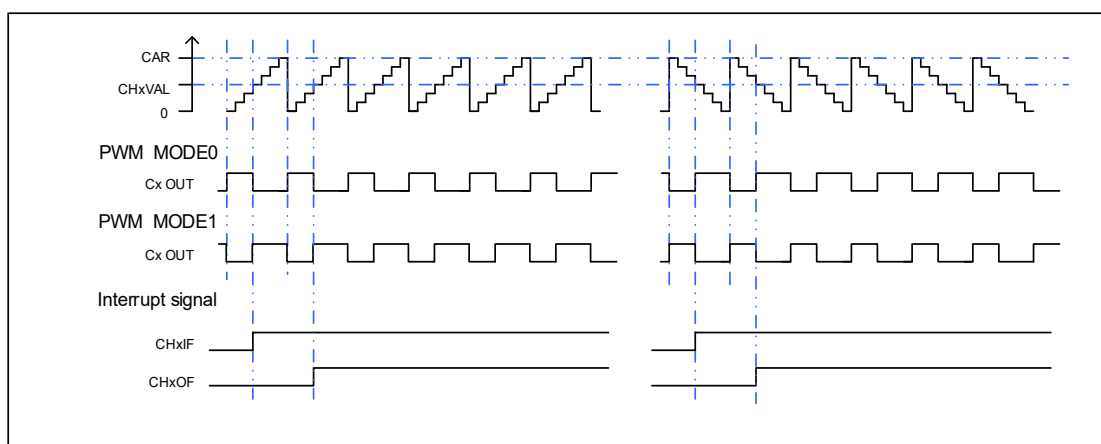 CAR
CHxVAL
0
PWM MODE0
Cx OUT
PWM MODE1
Cx OUT
Interrupt signal
CHxIF
CHxOF